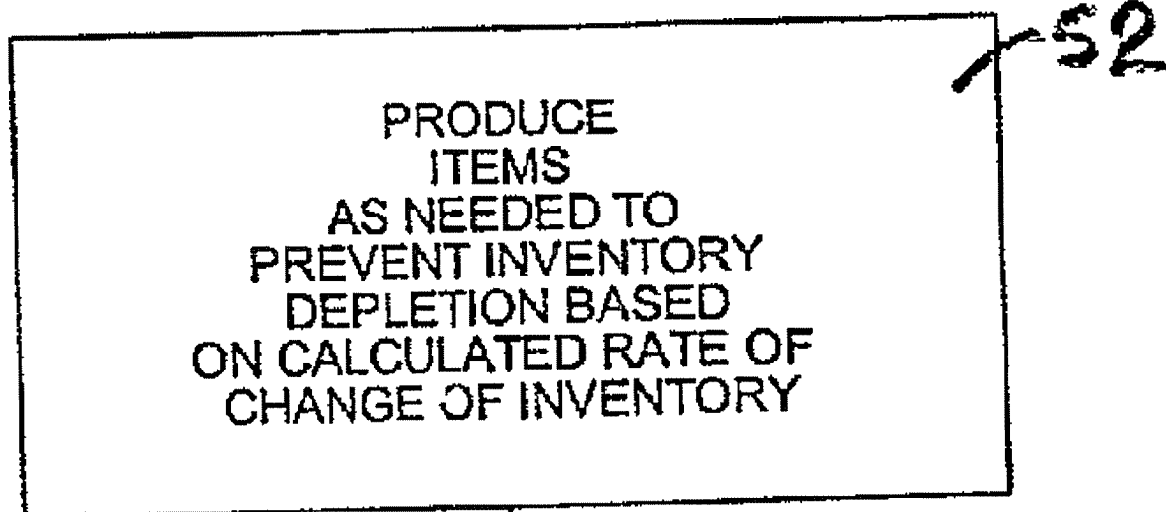 52
PRODUCE
ITEMS
AS NEEDED TO
PREVENT INVENTORY
DEPLETION BASED
ON CALCULATED RATE OF
CHANGE OF INVENTORY